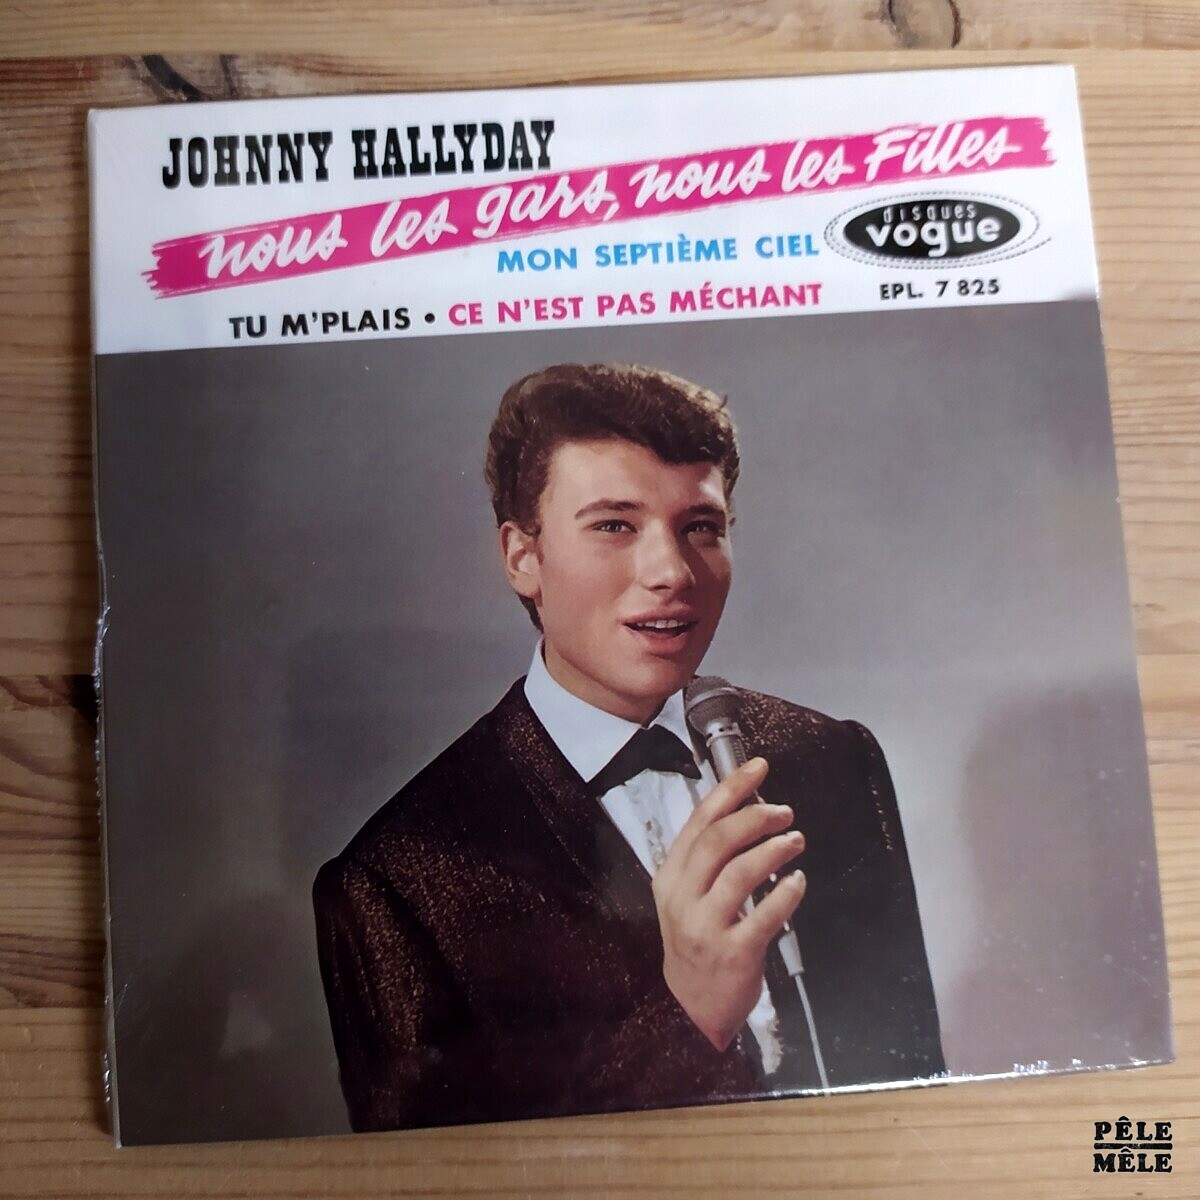 JOHNNY HALLYDAY
nous les gars, nous les Filles
MON SEPTIÈME CIEL
disques
vogue
TU M'PLAIS • CE N'EST PAS MÉCHANT
EPL. 7 825
PÊLE
MÊLE